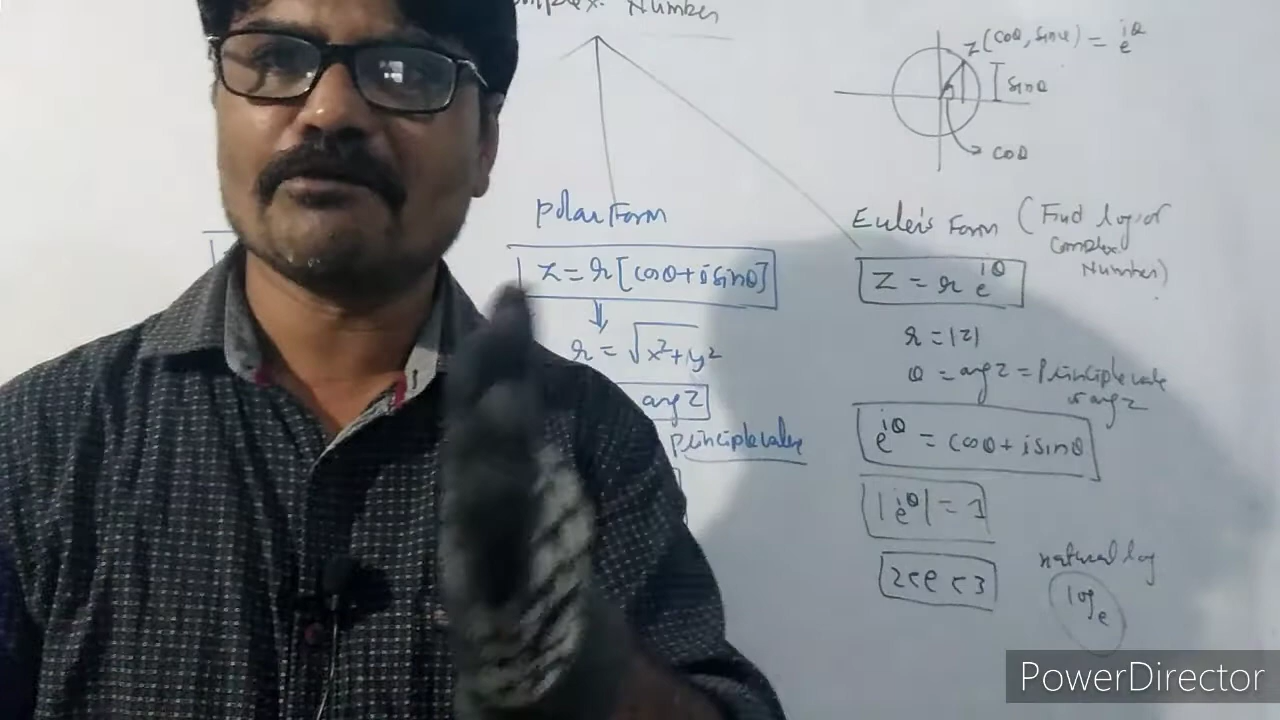 omplex Number
z(cosθ, sinθ) = e^{iθ}
sinθ
cosθ
Polar Form
z = r[cosθ + i sinθ]
r = √x²+y²
arg z
principle value
Euler's Form (Find log of
complex
Number)
z = r e^{iθ}
r = |z|
θ = arg z = principle value
of arg z
e^{iθ} = cosθ + i sinθ
|e^{iθ}| = 1
2<e<3
natural log
log_e
PowerDirector